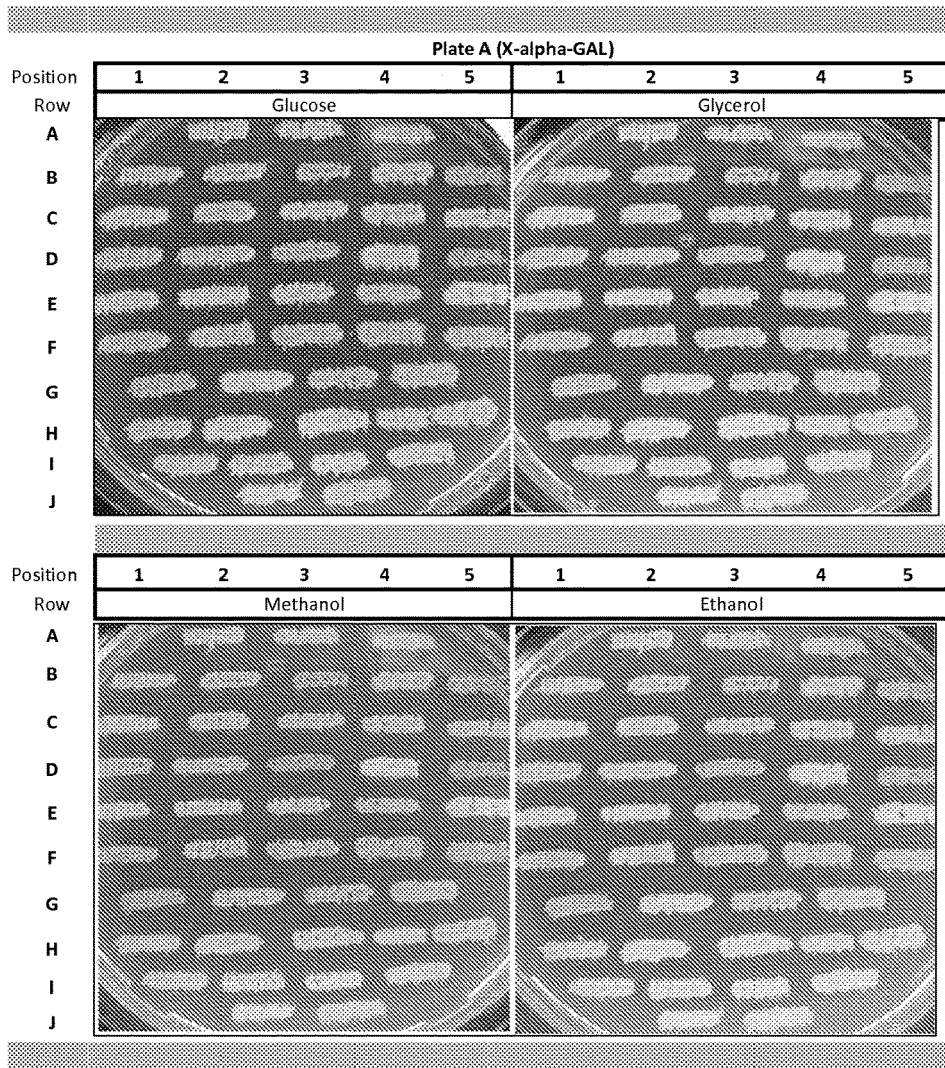 Plate A (X-alpha-GAL)
Position 1 2 3 4 5 1 2 3 4 5
Row Glucose Glycerol
A
B
C
D
E
F
G
H
I
J
Position 1 2 3 4 5 1 2 3 4 5
Row Methanol Ethanol
A
B
C
D
E
F
G
H
I
J